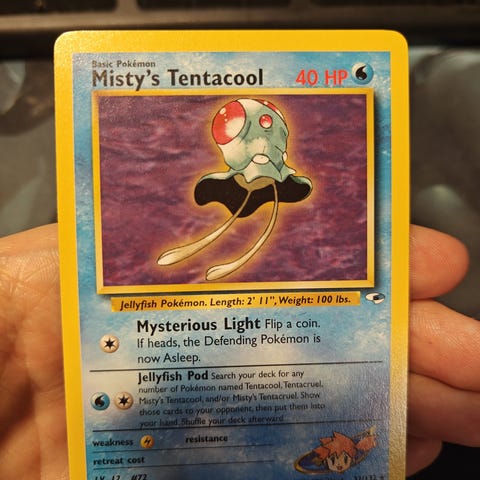 Basic Pokémon
Misty's Tentacool 40 HP
Jellyfish Pokémon. Length: 2' 11", Weight: 100 lbs.
Mysterious Light Flip a coin.
If heads, the Defending Pokémon is
now Asleep.
Jellyfish Pod Search your deck for any
number of Pokémon named Tentacool, Tentacruel,
Misty's Tentacool, and/or Misty's Tentacruel. Show
those cards to your opponent, then put them into
your hand. Shuffle your deck afterward.
weakness resistance
retreat cost